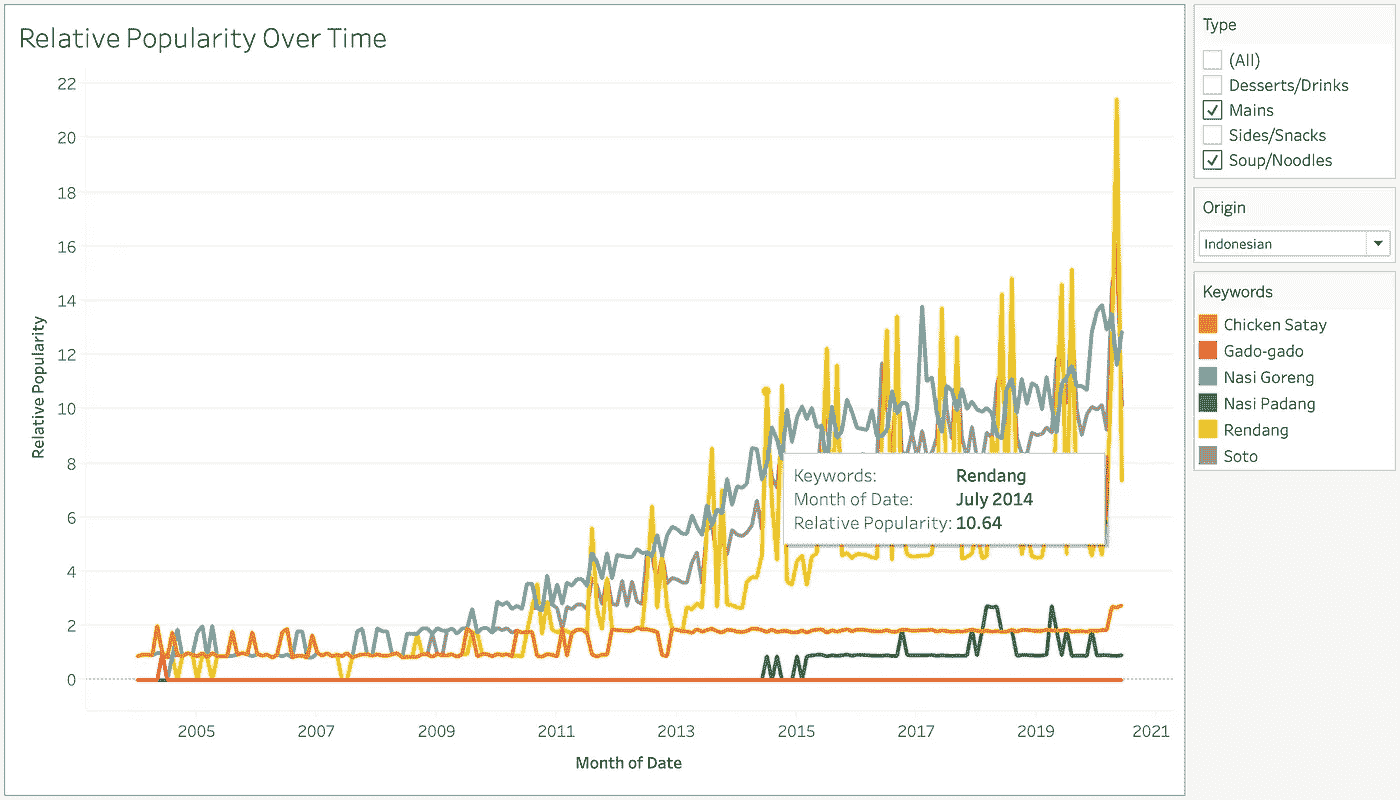 Relative Popularity Over Time
22
20
18
16
14
12
10
8
6
4
2
0
Relative Popularity
2005 2007 2009 2011 2013 2015 2017 2019 2021
Month of Date
Keywords: Rendang
Month of Date: July 2014
Relative Popularity: 10.64
Type
(All)
Desserts/Drinks
Mains
Sides/Snacks
Soup/Noodles
Origin
Indonesian
Keywords
Chicken Satay
Gado-gado
Nasi Goreng
Nasi Padang
Rendang
Soto